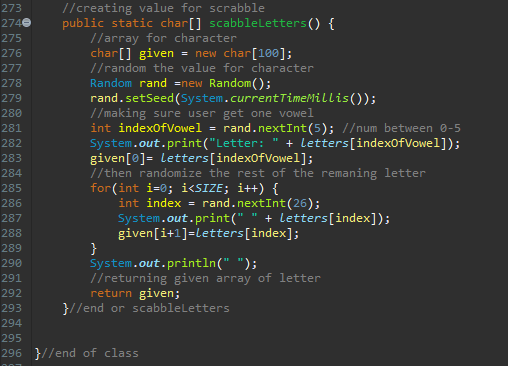 273 //creating value for scrabble
274 public static char[] scabbleLetters() {
275 //array for character
276 char[] given = new char[100];
277 //random the value for character
278 Random rand =new Random();
279 rand.setSeed(System.currentTimeMillis());
280 //making sure user get one vowel
281 int indexOfVowel = rand.nextInt(5); //num between 0-5
282 System.out.print("Letter: " + letters[indexOfVowel]);
283 given[0]= letters[indexOfVowel];
284 //then randomize the rest of the remaning letter
285 for(int i=0; i<SIZE; i++) {
286 int index = rand.nextInt(26);
287 System.out.print(" " + letters[index]);
288 given[i+1]=letters[index];
289 }
290 System.out.println(" ");
291 //returning given array of letter
292 return given;
293 }//end or scabbleLetters
294
295
296 }//end of class